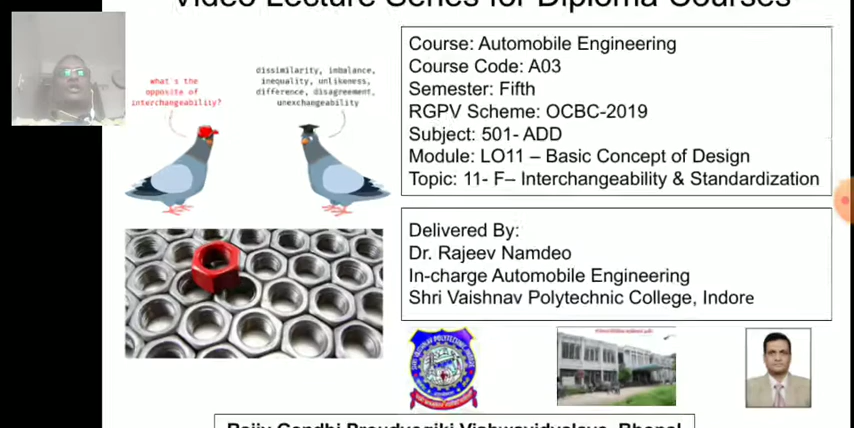 Video Lecture Series for Diploma Courses
what's the
opposite of
interchangeability?
dissimilarity, imbalance,
inequality, unlikeness,
difference, disagreement,
unexchangeability
Course: Automobile Engineering
Course Code: A03
Semester: Fifth
RGPV Scheme: OCBC-2019
Subject: 501- ADD
Module: LO11 – Basic Concept of Design
Topic: 11- F– Interchangeability & Standardization
Delivered By:
Dr. Rajeev Namdeo
In-charge Automobile Engineering
Shri Vaishnav Polytechnic College, Indore
Rajiv Gandhi Proudyogiki Vishwavidyalaya, Bhopal